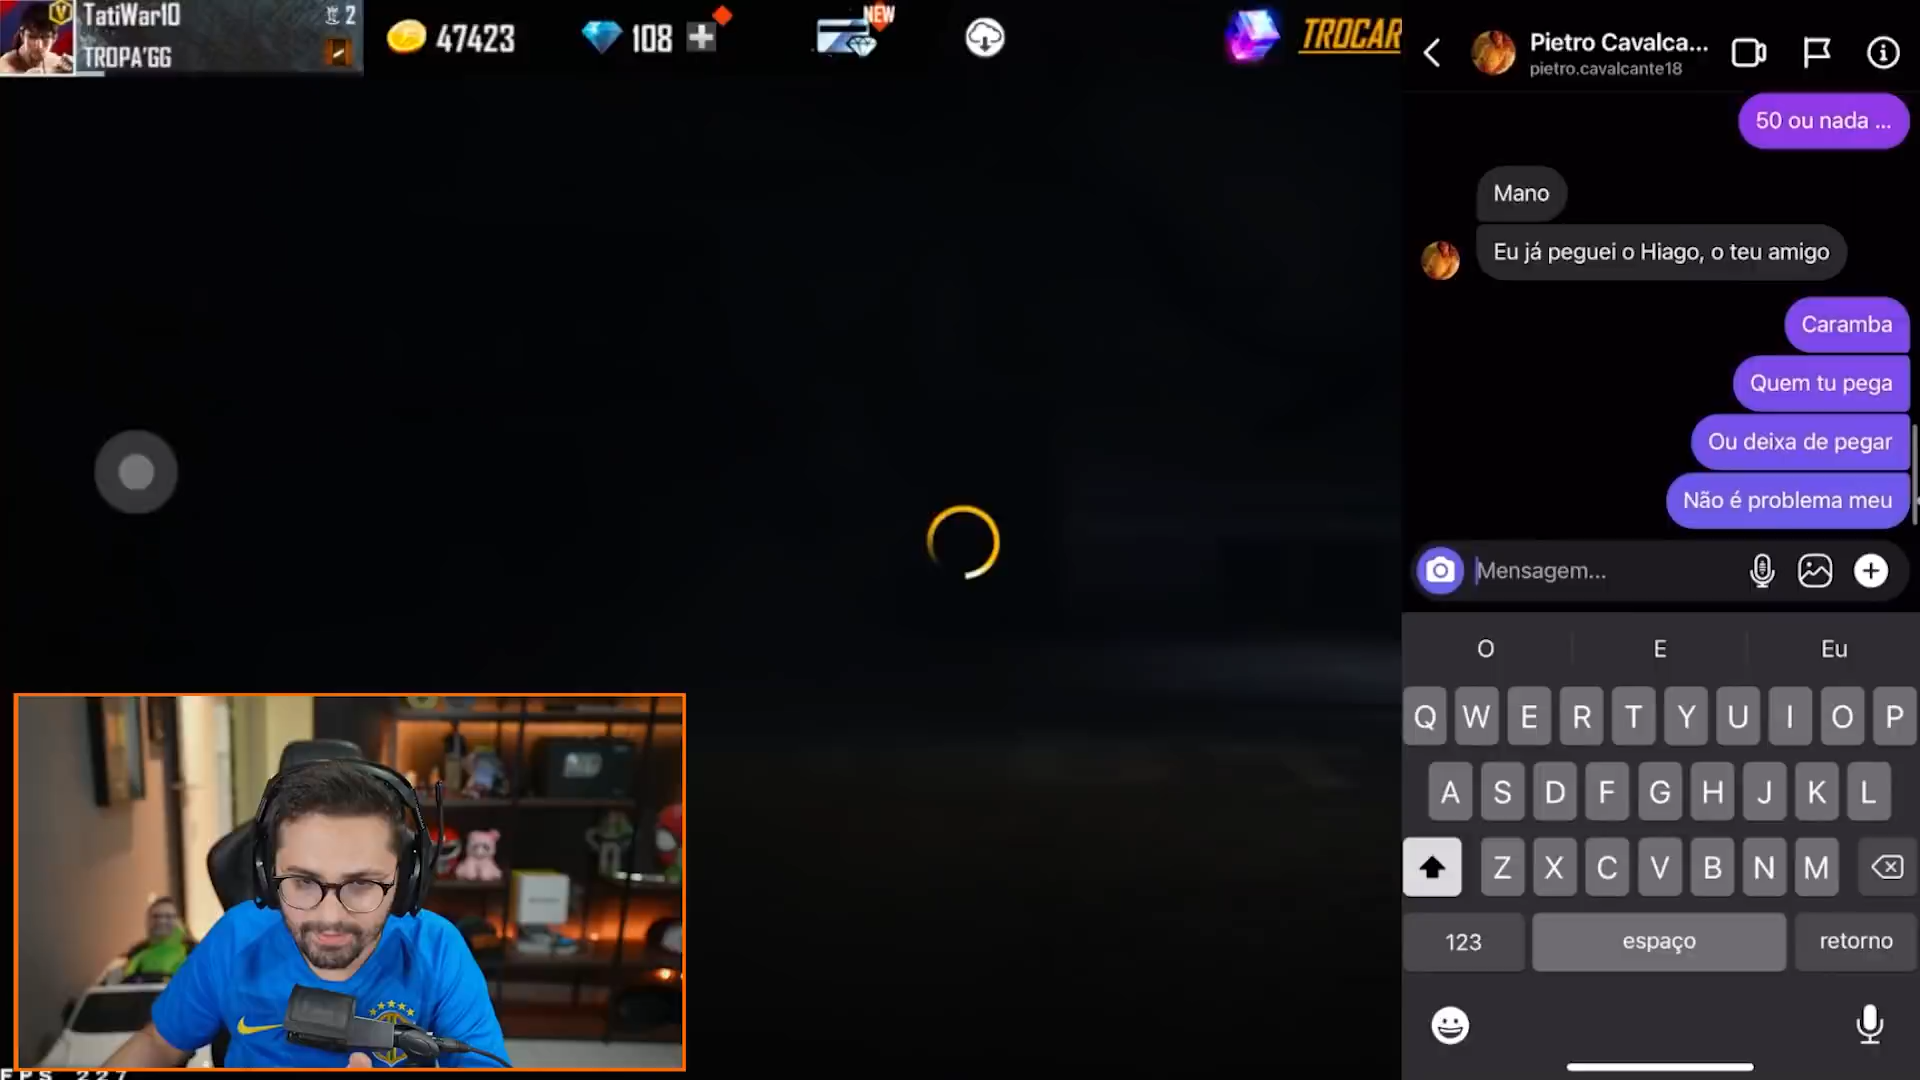 TatiWar10
2
TROPA'GG
47423
108
NEW
TROCAR
Pietro Cavalca...
pietro.cavalcante18
50 ou nada ...
Mano
Eu já peguei o Hiago, o teu amigo
Caramba
Quem tu pega
Ou deixa de pegar
Não é problema meu
Mensagem...
O E Eu
Q W E R T Y U I O P
A S D F G H J K L
Z X C V B N M
123 espaço retorno
FPS 227